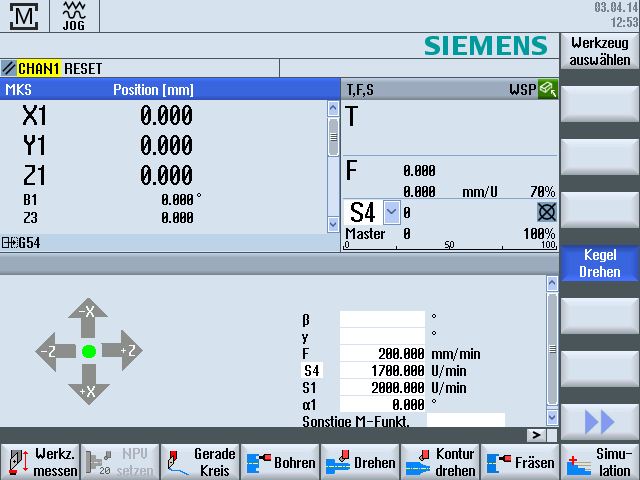 M
JOG
03.04.14
12:53
SIEMENS
Werkzeug
auswählen
CHAN1 RESET
MKS Position [mm]
T,F,S WSP
X1 0.000
Y1 0.000
Z1 0.000
B1 0.000 °
Z3 0.000
T
F 0.000
0.000 mm/U 70%
S4 0
Master 0 100%
0 50 100
G54
Kegel
Drehen
-X
-Z +Z
+X
β °
γ °
F 200.000 mm/min
S4 1700.000 U/min
S1 2000.000 U/min
α1 0.000 °
Sonstige M-Funkt.
>
Werkz.
messen
NPV
setzen
Gerade
Kreis
Bohren
Drehen
Kontur
drehen
Fräsen
Simu-
lation